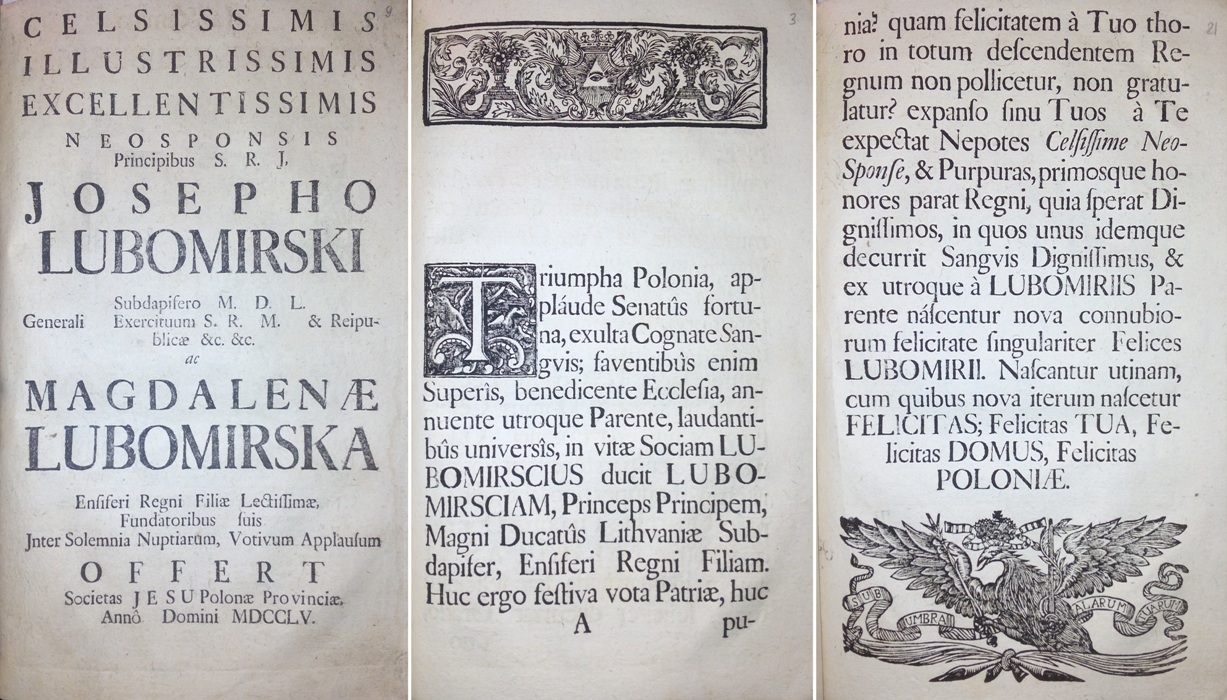 9
CELSISSIMIS
ILLUSTRISSIMIS
EXCELLENTISSIMIS
NEOSPONSIS
Principibus S. R. J.
JOSEPHO
LUBOMIRSKI
Subdapifero M. D. L.
Generali Exercituum S. R. M. & Reipu-
blicæ &c. &c.
ac
MAGDALENÆ
LUBOMIRSKA
Enſiferi Regni Filiæ Lectiſſimæ,
Fundatoribus ſuis
Jnter Solemnia Nuptiarum, Votivum Applauſum
OFFERT
Societas JESU Polonæ Provinciæ,
Annô Domini MDCCLV.
3
Triumpha Polonia, ap-
pláude Senatûs fortu-
na, exulta Cognate San-
gvis; faventibùs enim
Superìs, benedicente Eccleſia, an-
nuente utroque Parente, laudanti-
bûs universîs, in vitæ Sociam LU-
BOMIRSCIUS ducit LUBO-
MIRSCIAM, Princeps Principem,
Magni Ducatûs Lithvaniæ Sub-
dapifer, Enſiferi Regni Filiam.
Huc ergo feſtiva vota Patriæ, huc
A pu-
21
nia? quam felicitatem à Tuo tho-
ro in totum deſcendentem Re-
gnum non pollicetur, non gratu-
latur? expanſo ſinu Tuos à Te
expectat Nepotes Celſiſſime Neo-
Sponſe, & Purpuras, primosque ho-
nores parat Regni, quia ſperat Di-
gniſſimos, in quos unus idemque
decurrit Sangvis Digniſſimus, &
ex utroque à LUBOMIRIIS Pa-
rente náſcentur nova connubio-
rum felicitate ſingulariter Felices
LUBOMIRII. Naſcantur utinam,
cum quibus nova iterum naſcetur
FELICITAS; Felicitas TUA, Fe-
licitas DOMUS, Felicitas
POLONIÆ.
SUB UMBRA ALARUM TUARUM